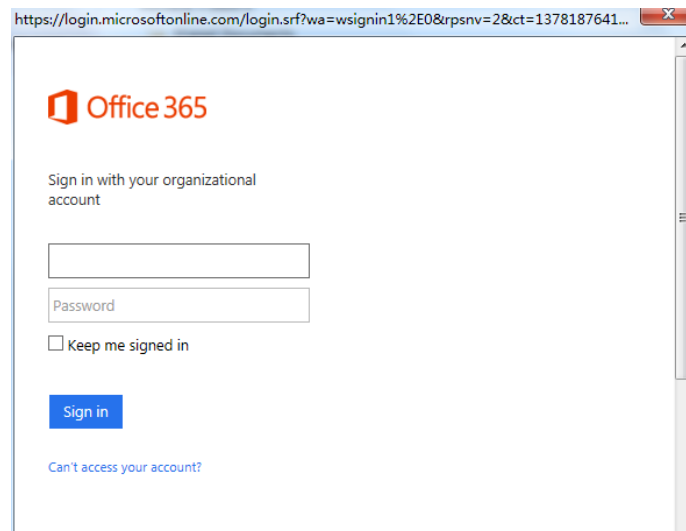 https://login.microsoftonline.com/login.srf?wa=wsignin1%2E0&rpsnv=2&ct=1378187641...
Office 365
Sign in with your organizational
account
Password
Keep me signed in
Sign in
Can't access your account?